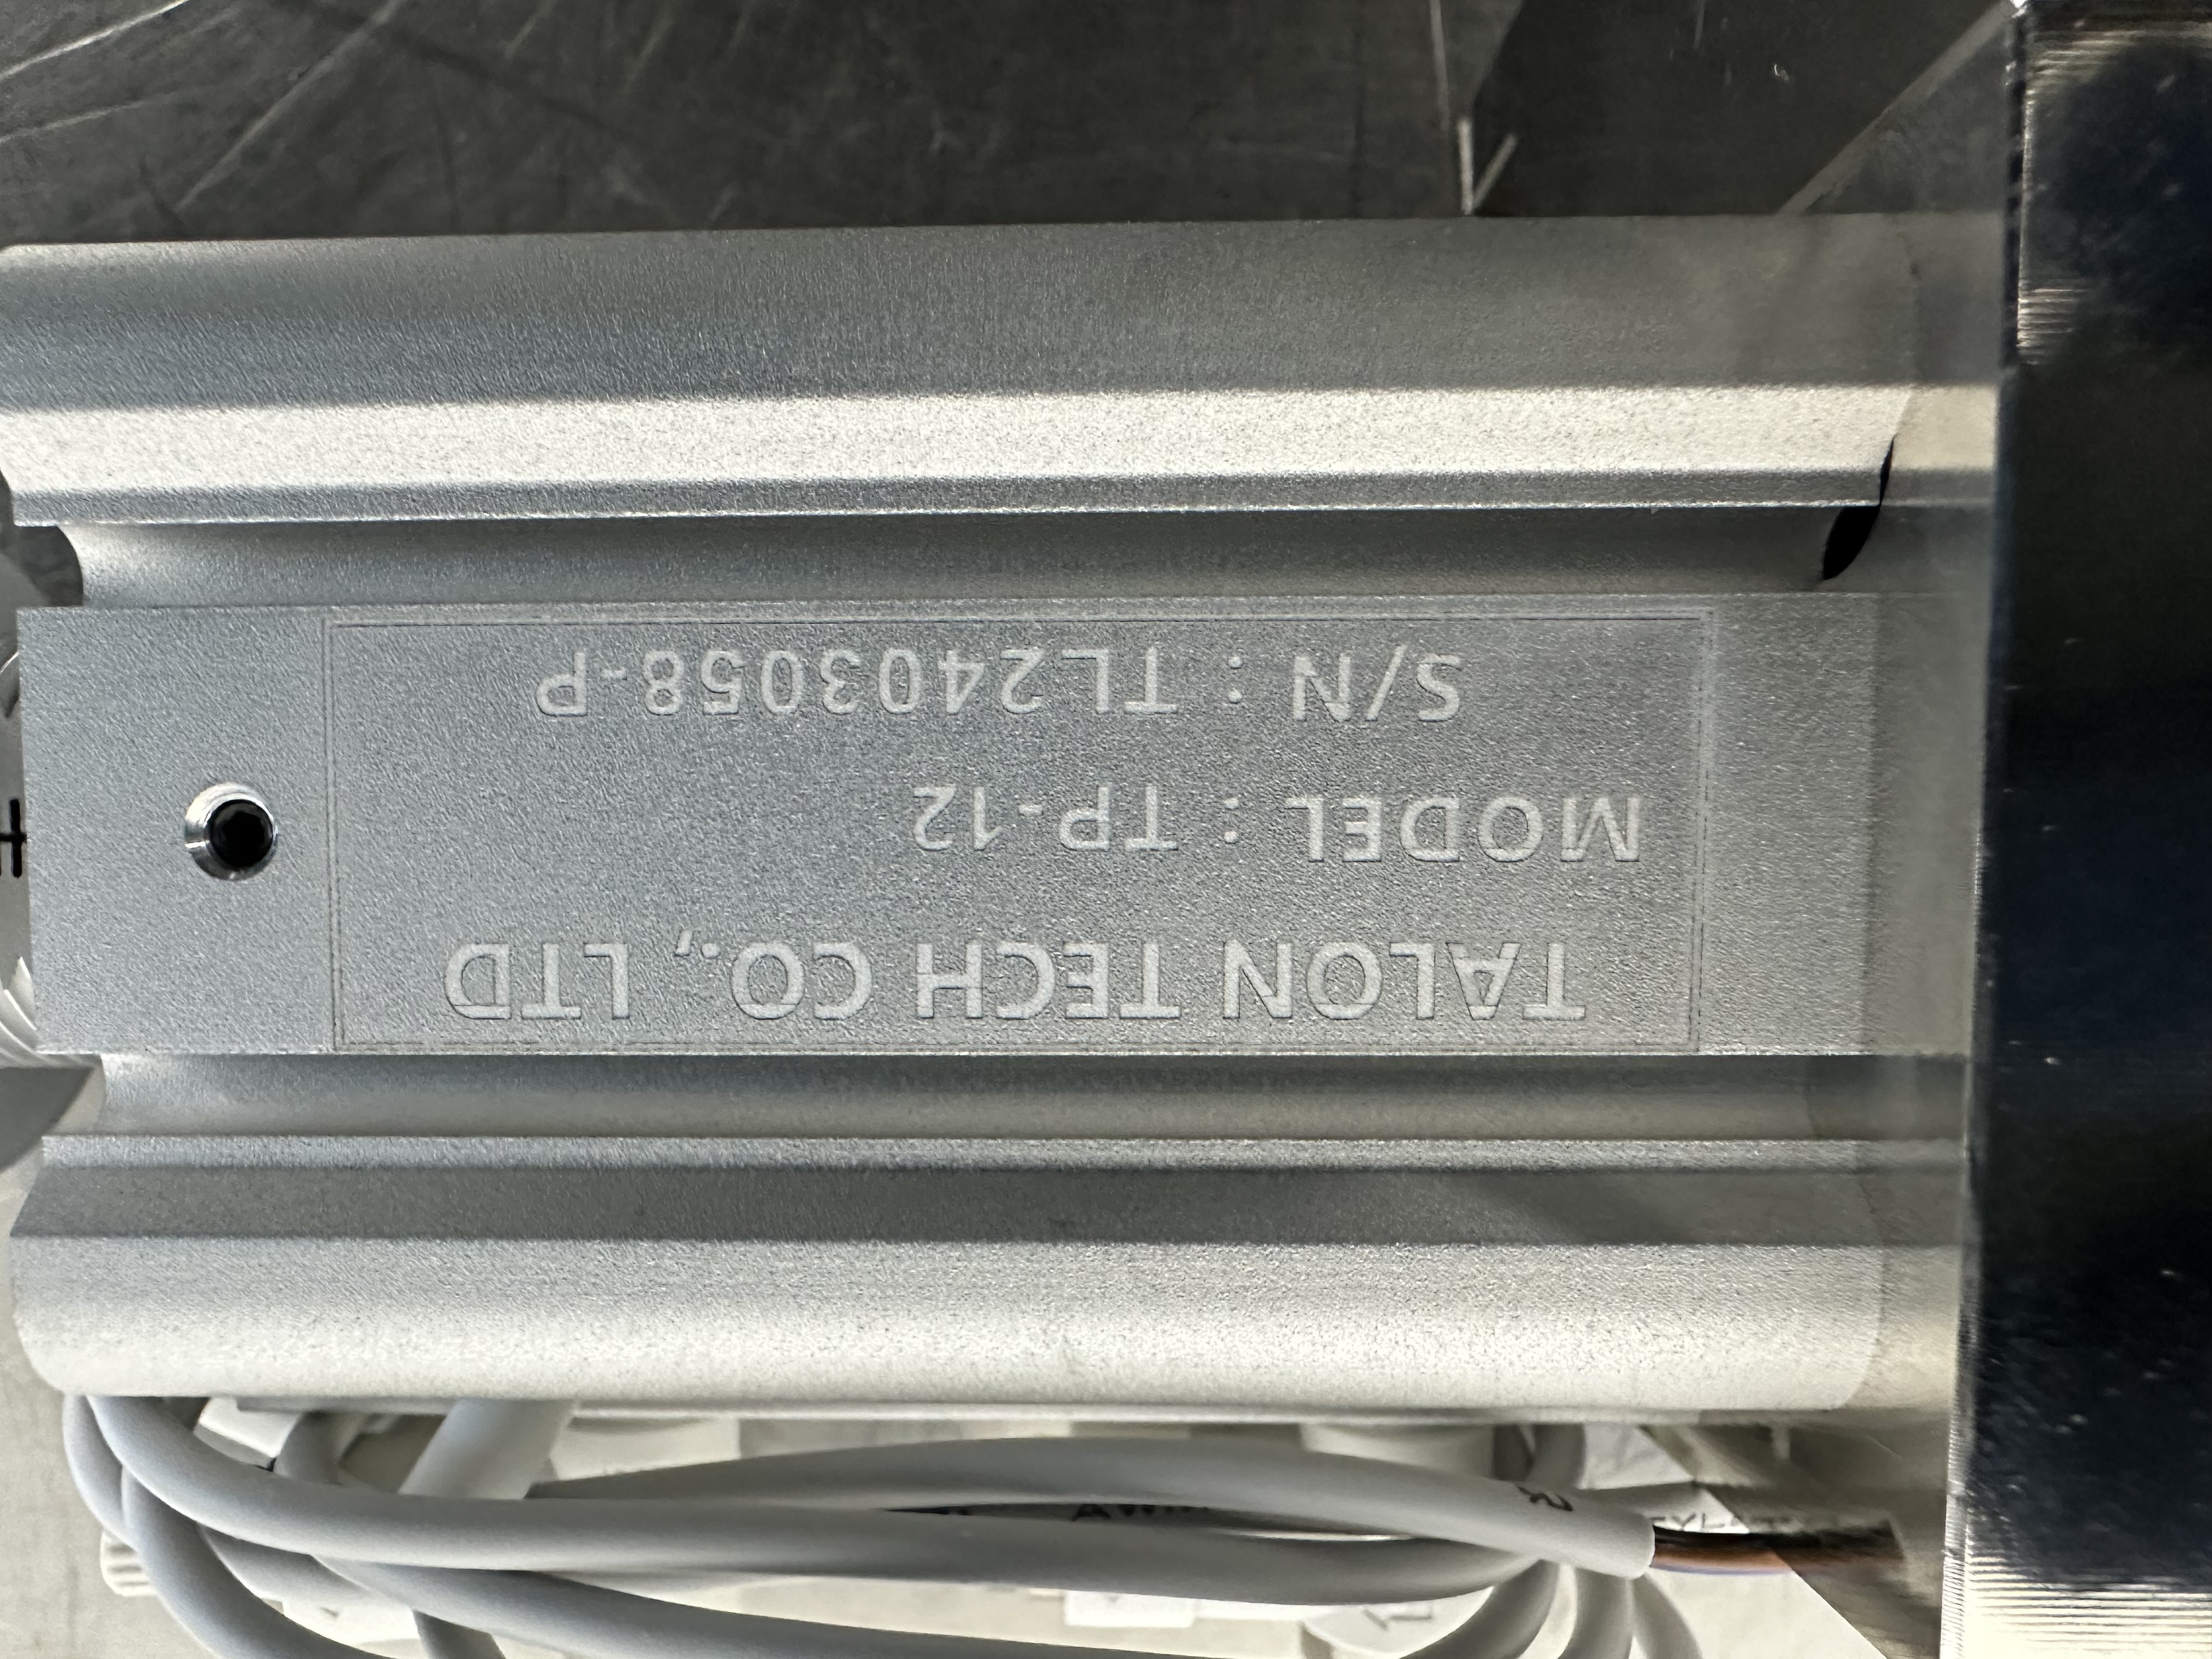 TALON TECH CO., LTD
MODEL : TP-12
S/N : TL2403058-P